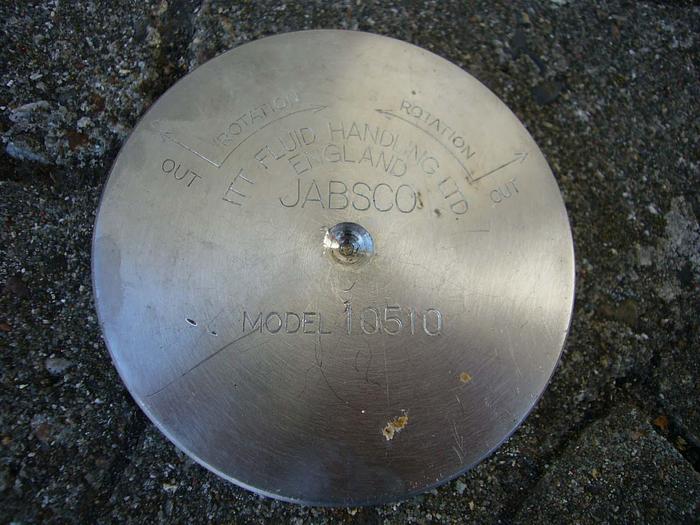 ROTATION
ROTATION
OUT
OUT
ITT FLUID HANDLING LTD.
ENGLAND
JABSCO
MODEL 10510